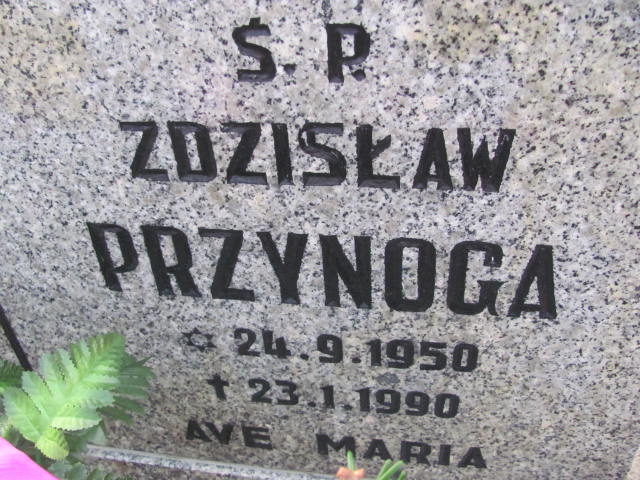 Ś. P.
ZDZISŁAW
PRZYNOGA
✡ 24.9.1950
† 23.1.1990
AVE MARIA